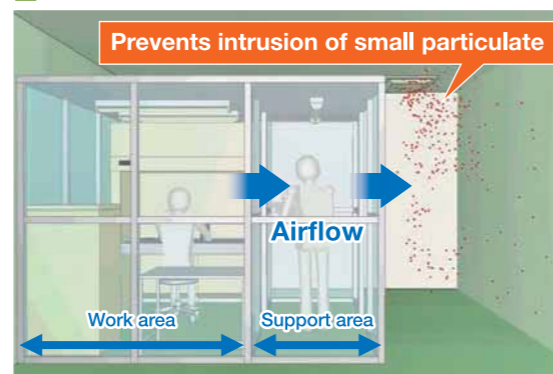 Prevents intrusion of small particulate
Airflow
Work area
Support area